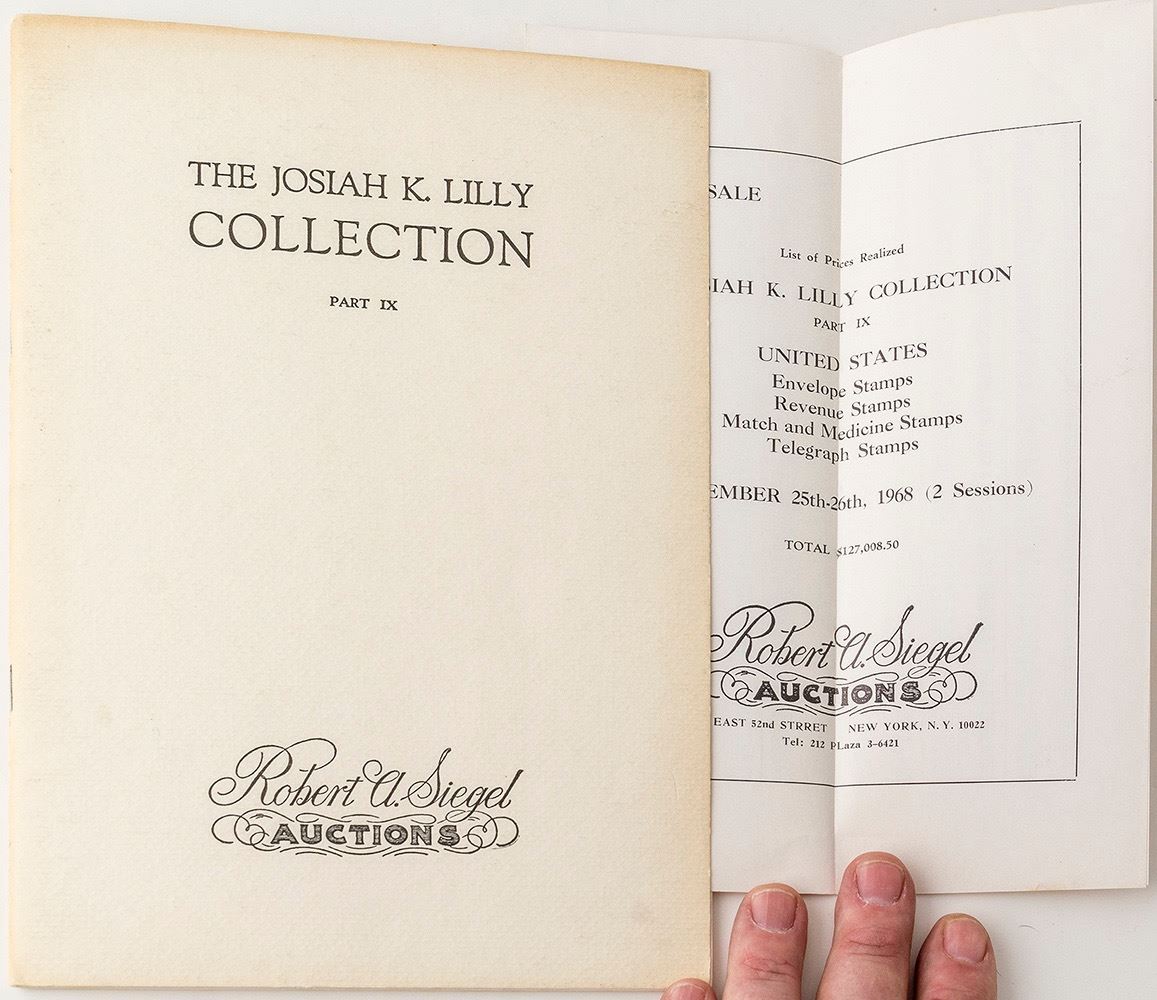 THE JOSIAH K. LILLY
COLLECTION
PART IX
Robert A. Siegel
AUCTIONS
SALE
List of Prices Realized
SIAH K. LILLY COLLECTION
PART IX
UNITED STATES
Envelope Stamps
Revenue Stamps
Match and Medicine Stamps
Telegraph Stamps
EMBER 25th-26th, 1968 (2 Sessions)
TOTAL $127,008.50
Robert A. Siegel
AUCTIONS
EAST 52nd STRRET NEW YORK, N. Y. 10022
Tel: 212 PLaza 3-6421